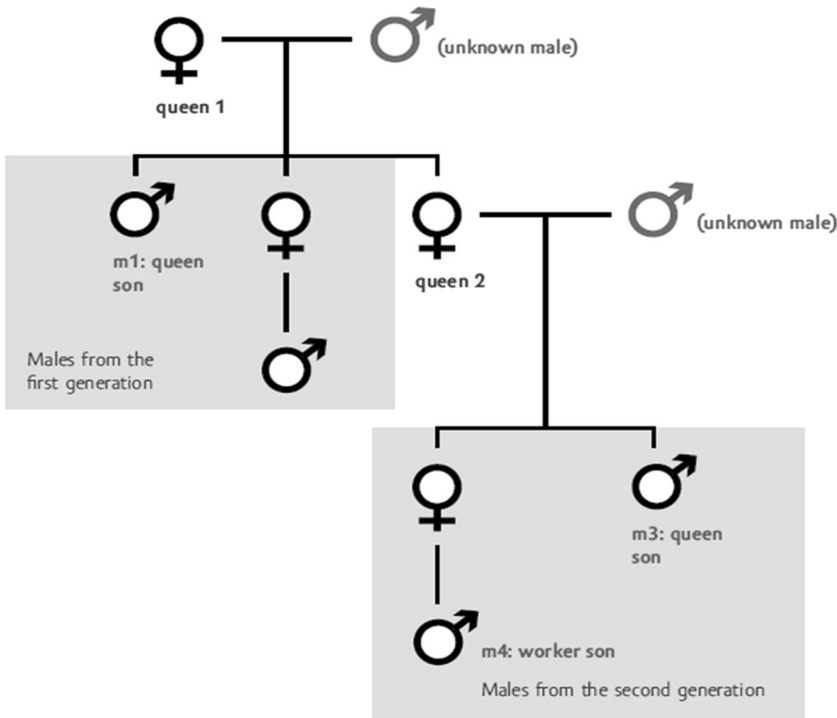 (unknown male)
queen 1
m1: queen
son
queen 2
(unknown male)
Males from the
first generation
m3: queen
son
m4: worker son
Males from the second generation